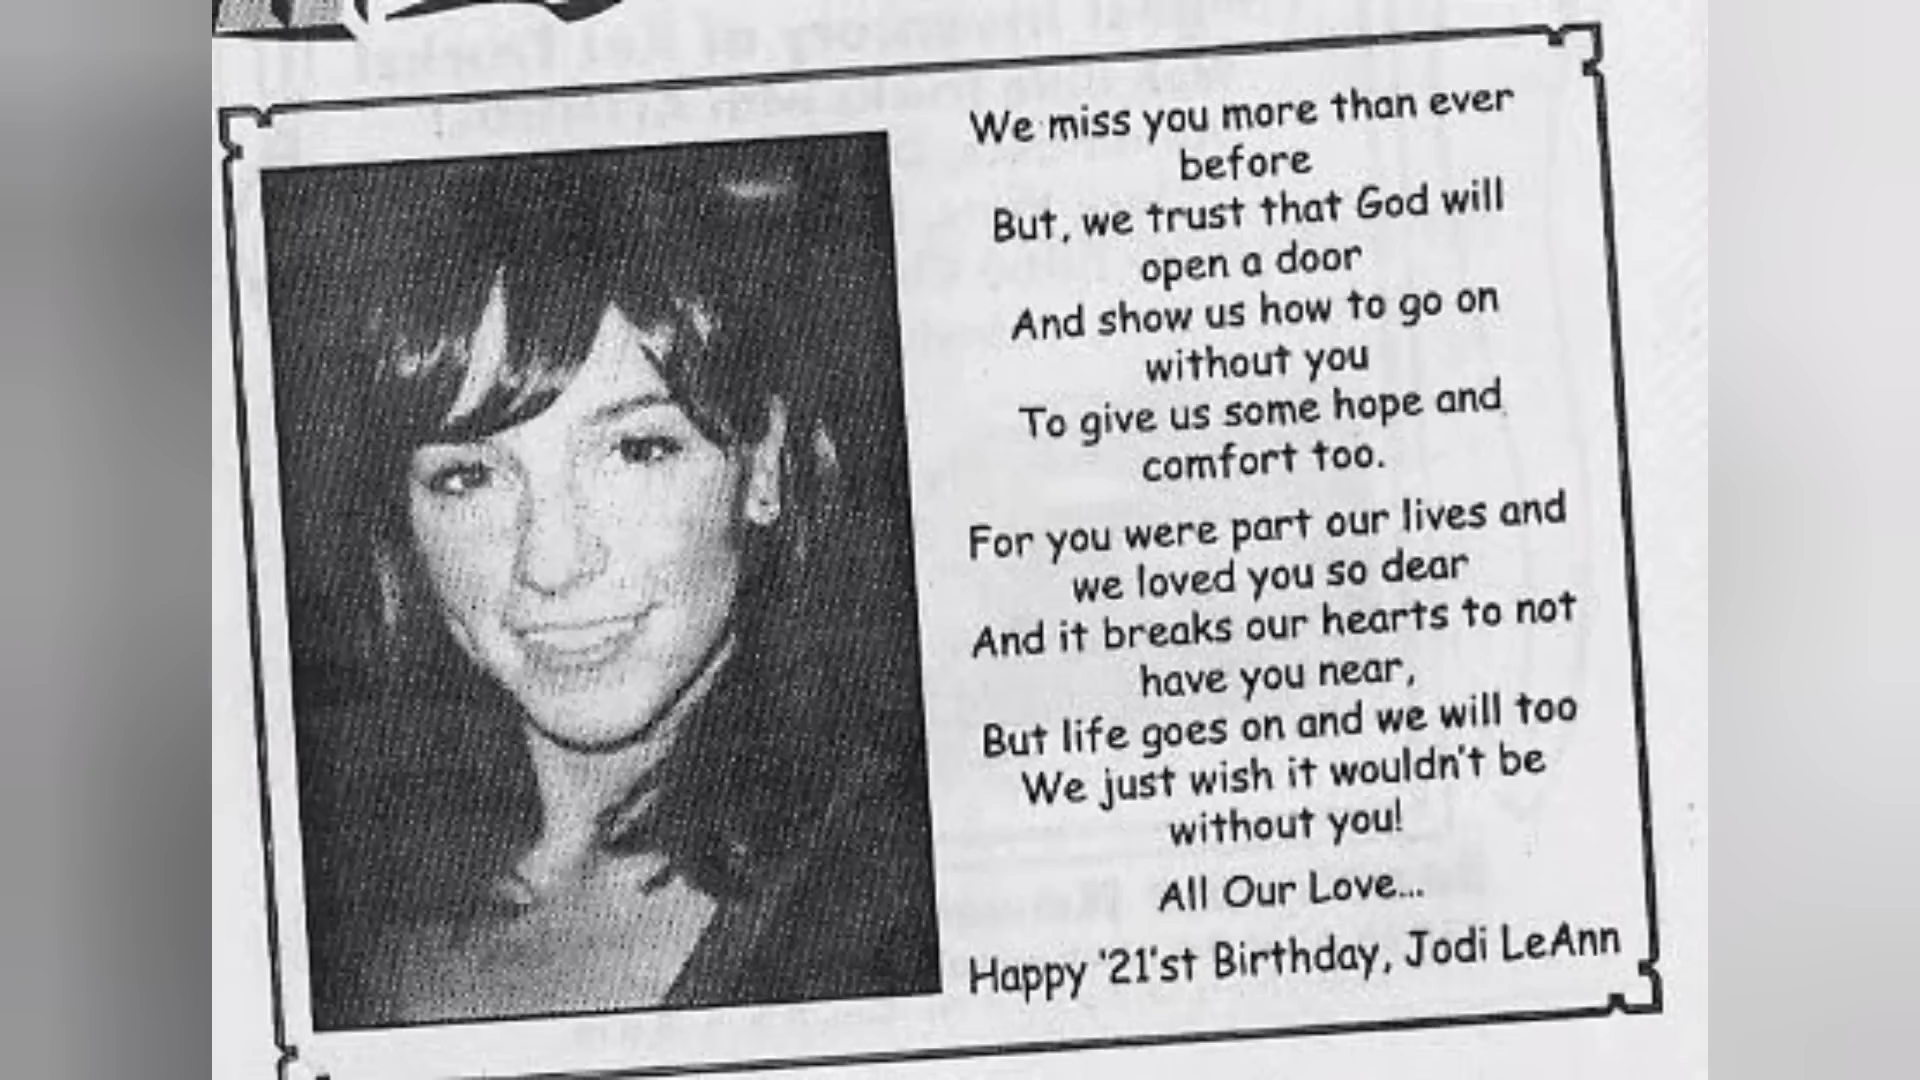 We miss you more than ever
before
But, we trust that God will
open a door
And show us how to go on
without you
To give us some hope and
comfort too.
For you were part our lives and
we loved you so dear
And it breaks our hearts to not
have you near,
But life goes on and we will too
We just wish it wouldn't be
without you!
All Our Love...
Happy '21'st Birthday, Jodi LeAnn